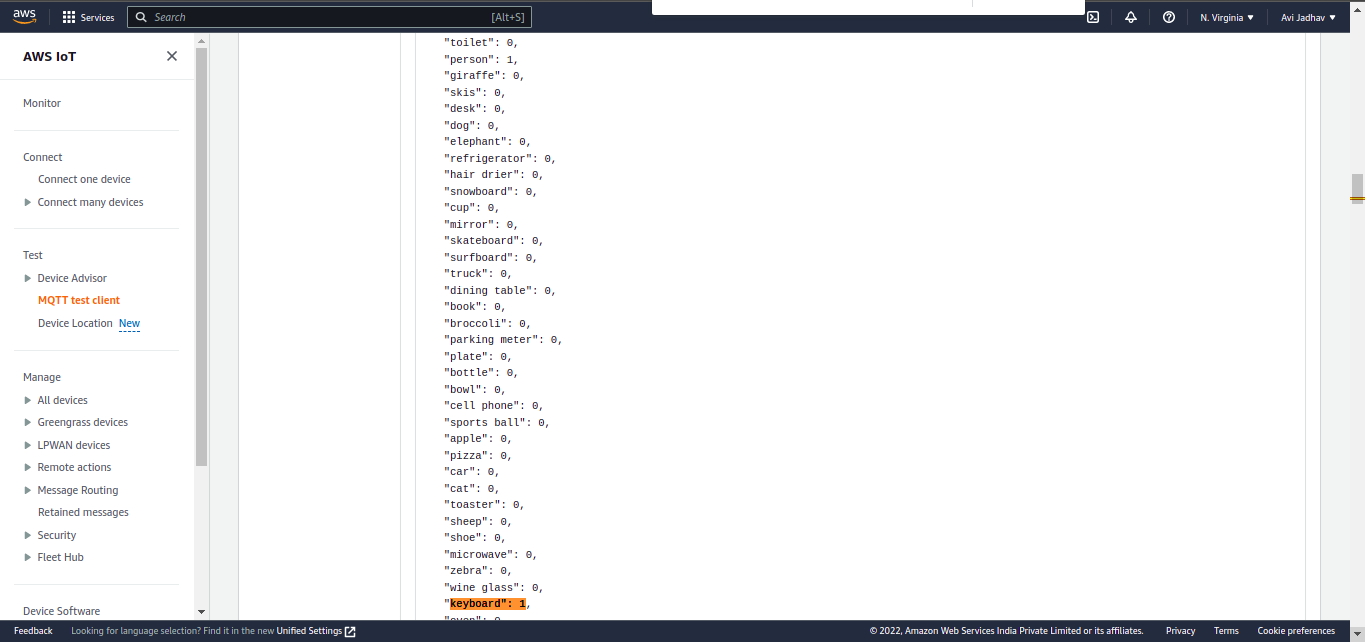 aws
Services
Search
[Alt+S]
N. Virginia
Avi Jadhav
AWS IoT
Monitor
Connect
Connect one device
Connect many devices
Test
Device Advisor
MQTT test client
Device Location New
Manage
All devices
Greengrass devices
LPWAN devices
Remote actions
Message Routing
Retained messages
Security
Fleet Hub
Device Software
"toilet": 0,
"person": 1,
"giraffe": 0,
"skis": 0,
"desk": 0,
"dog": 0,
"elephant": 0,
"refrigerator": 0,
"hair drier": 0,
"snowboard": 0,
"cup": 0,
"mirror": 0,
"skateboard": 0,
"surfboard": 0,
"truck": 0,
"dining table": 0,
"book": 0,
"broccoli": 0,
"parking meter": 0,
"plate": 0,
"bottle": 0,
"bowl": 0,
"cell phone": 0,
"sports ball": 0,
"apple": 0,
"pizza": 0,
"car": 0,
"cat": 0,
"toaster": 0,
"sheep": 0,
"shoe": 0,
"microwave": 0,
"zebra": 0,
"wine glass": 0,
"keyboard": 1,
Feedback
Looking for language selection? Find it in the new Unified Settings
© 2022, Amazon Web Services India Private Limited or its affiliates.
Privacy
Terms
Cookie preferences